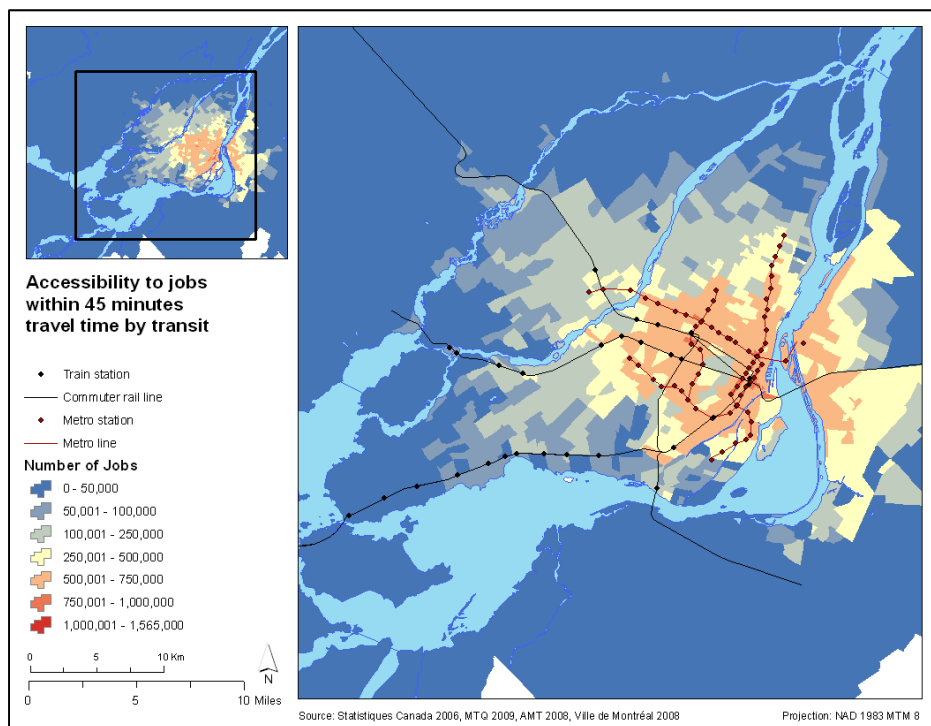 Accessibility to jobs
within 45 minutes
travel time by transit
Train station
Commuter rail line
Metro station
Metro line
Number of Jobs
0 - 50,000
50,001 - 100,000
100,001 - 250,000
250,001 - 500,000
500,001 - 750,000
750,001 - 1,000,000
1,000,001 - 1,565,000
0 5 10 Km
N
0 5 10 Miles
Source: Statistiques Canada 2006, MTQ 2009, AMT 2008, Ville de Montréal 2008
Projection: NAD 1983 MTM 8